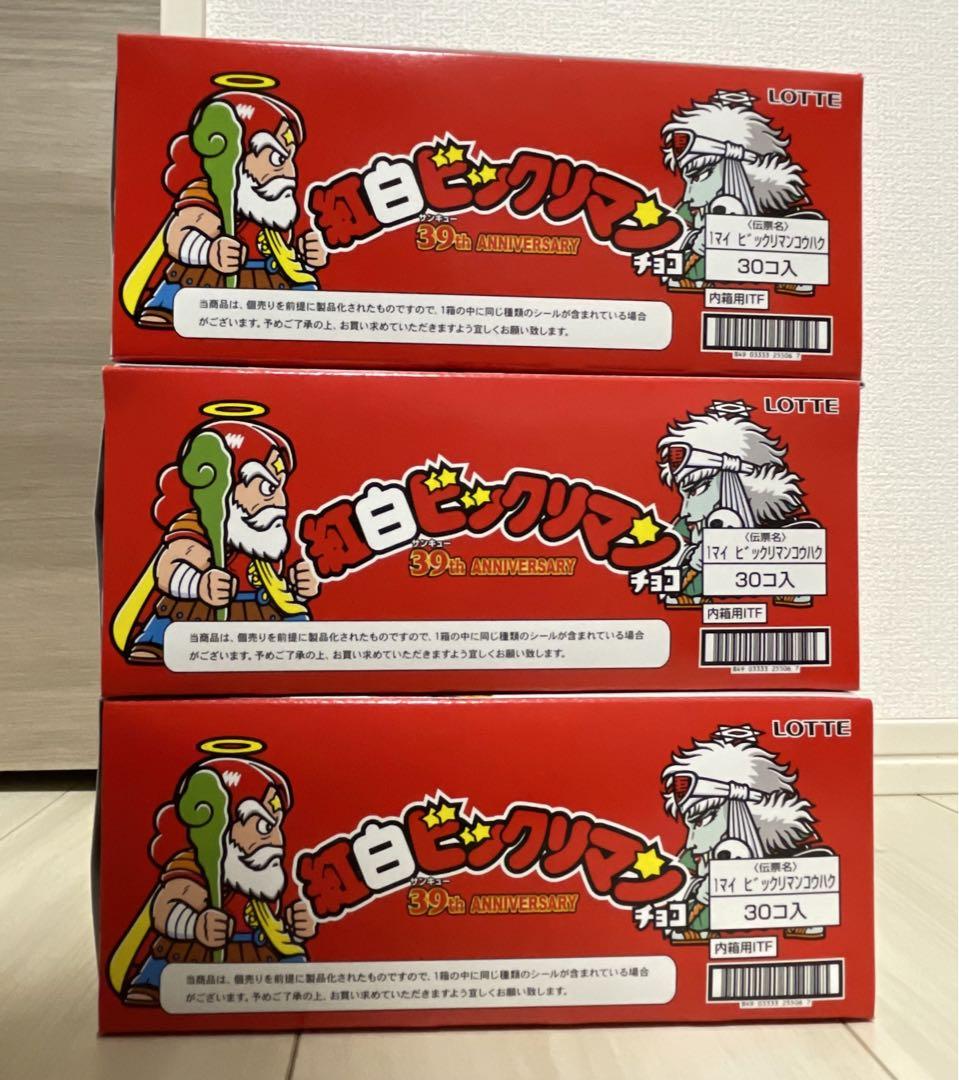 LOTTE
紅白ビックリマン
サンキュー
39th ANNIVERSARY
チョコ
〈伝票名〉
1マイ ビックリマンコウハク
30コ入
内箱用ITF
849 03333 25506 7
当商品は、個売りを前提に製品化されたものですので、1箱の中に同じ種類のシールが含まれている場合
がございます。予めご了承の上、お買い求めていただきますよう宜しくお願い致します。
LOTTE
紅白ビックリマン
サンキュー
39th ANNIVERSARY
チョコ
〈伝票名〉
1マイ ビックリマンコウハク
30コ入
内箱用ITF
849 03333 25506 7
当商品は、個売りを前提に製品化されたものですので、1箱の中に同じ種類のシールが含まれている場合
がございます。予めご了承の上、お買い求めていただきますよう宜しくお願い致します。
LOTTE
紅白ビックリマン
サンキュー
39th ANNIVERSARY
チョコ
〈伝票名〉
1マイ ビックリマンコウハク
30コ入
内箱用ITF
849 03333 25506 7
当商品は、個売りを前提に製品化されたものですので、1箱の中に同じ種類のシールが含まれている場合
がございます。予めご了承の上、お買い求めていただきますよう宜しくお願い致します。